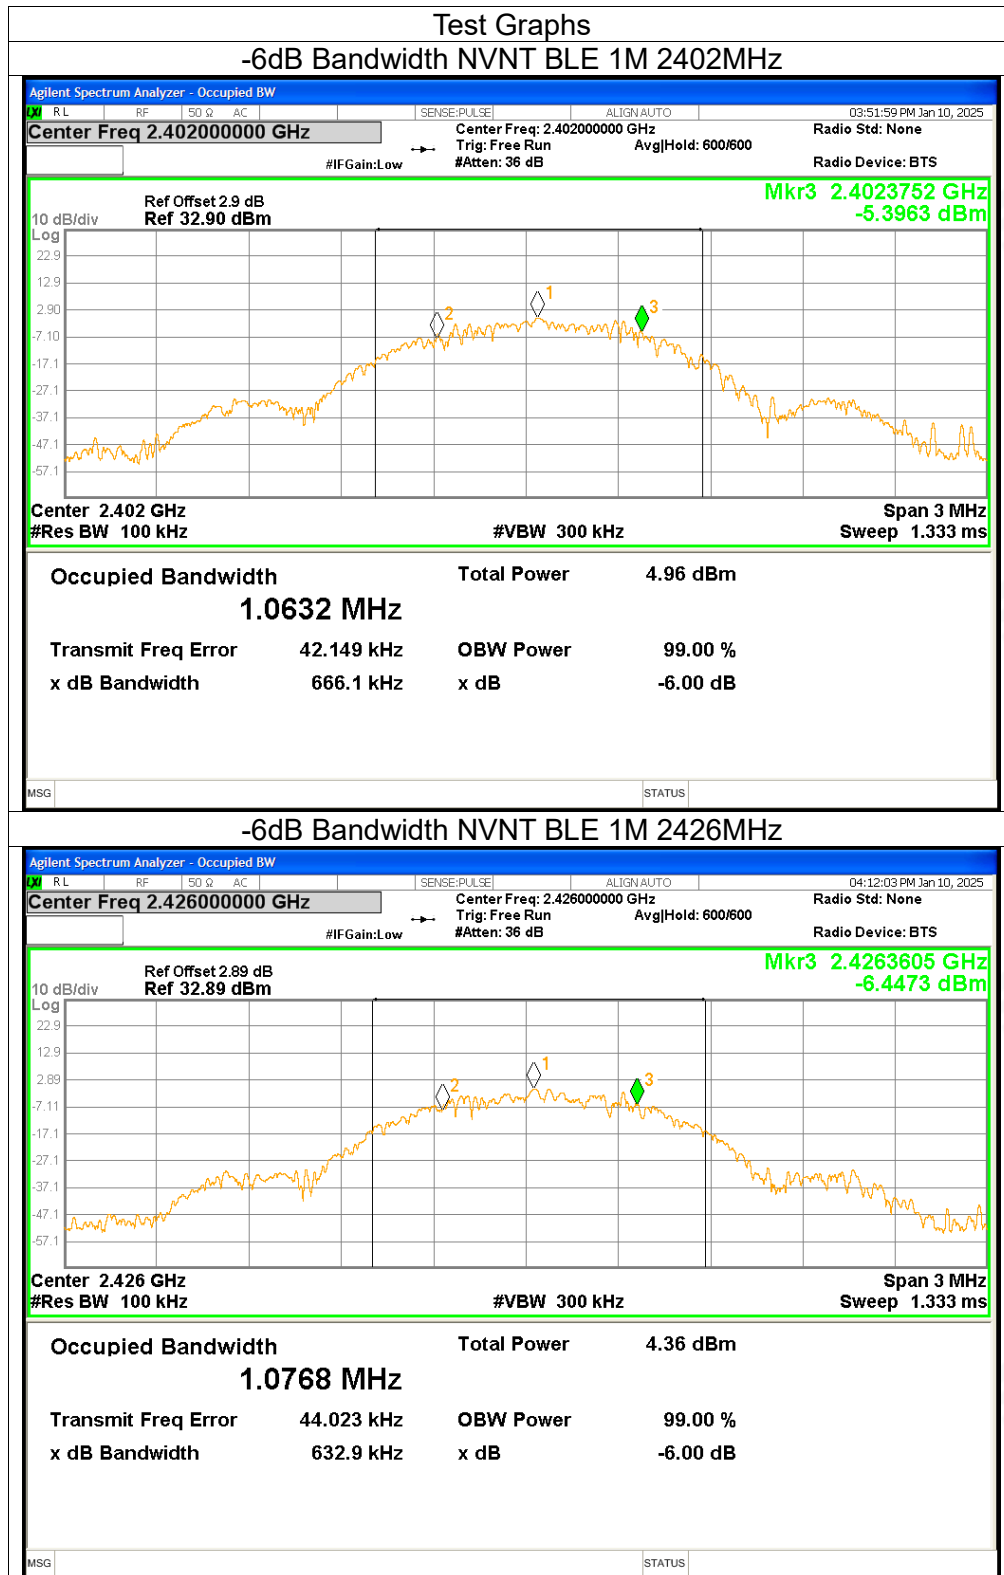 Test Graphs
-6dB Bandwidth NVNT BLE 1M 2402MHz
Agilent Spectrum Analyzer - Occupied BW
LXI RL RF 50 Ω AC SENSE:PULSE ALIGN AUTO 03:51:59 PM Jan 10, 2025
Center Freq 2.402000000 GHz Center Freq: 2.402000000 GHz Radio Std: None
Trig: Free Run Avg|Hold: 600/600
#IFGain:Low #Atten: 36 dB Radio Device: BTS
Mkr3 2.4023752 GHz
Ref Offset 2.9 dB
10 dB/div Ref 32.90 dBm -5.3963 dBm
Log
22.9
12.9
2.90
-7.10
-17.1
-27.1
-37.1
-47.1
-57.1
1
2
3
Center 2.402 GHz Span 3 MHz
#Res BW 100 kHz #VBW 300 kHz Sweep 1.333 ms
Occupied Bandwidth Total Power 4.96 dBm
1.0632 MHz
Transmit Freq Error 42.149 kHz OBW Power 99.00 %
x dB Bandwidth 666.1 kHz x dB -6.00 dB
MSG STATUS
-6dB Bandwidth NVNT BLE 1M 2426MHz
Agilent Spectrum Analyzer - Occupied BW
LXI RL RF 50 Ω AC SENSE:PULSE ALIGN AUTO 04:12:03 PM Jan 10, 2025
Center Freq 2.426000000 GHz Center Freq: 2.426000000 GHz Radio Std: None
Trig: Free Run Avg|Hold: 600/600
#IFGain:Low #Atten: 36 dB Radio Device: BTS
Mkr3 2.4263605 GHz
Ref Offset 2.89 dB
10 dB/div Ref 32.89 dBm -6.4473 dBm
Log
22.9
12.9
2.89
-7.11
-17.1
-27.1
-37.1
-47.1
-57.1
1
2
3
Center 2.426 GHz Span 3 MHz
#Res BW 100 kHz #VBW 300 kHz Sweep 1.333 ms
Occupied Bandwidth Total Power 4.36 dBm
1.0768 MHz
Transmit Freq Error 44.023 kHz OBW Power 99.00 %
x dB Bandwidth 632.9 kHz x dB -6.00 dB
MSG STATUS